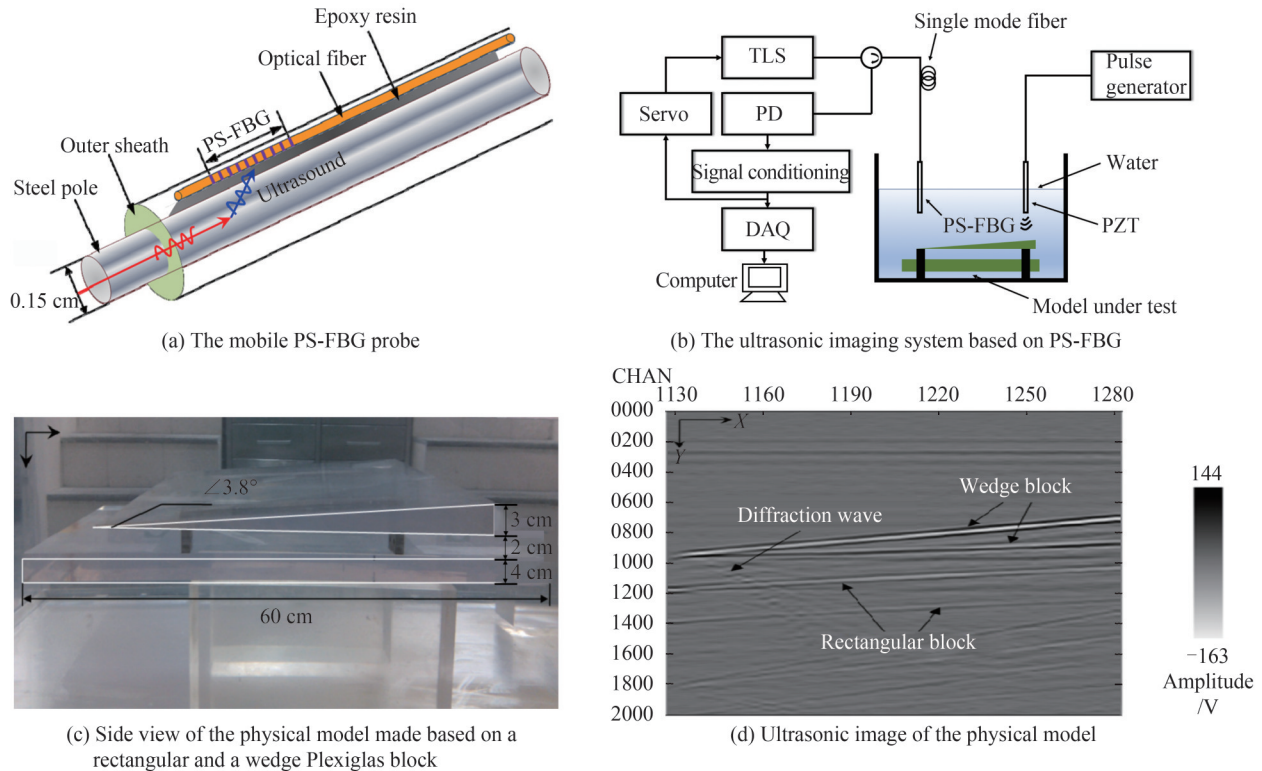 Epoxy resin
Optical fiber
PS-FBG
Outer sheath
Steel pole
Ultrasound
0.15 cm
(a) The mobile PS-FBG probe
Single mode fiber
TLS
Pulse
generator
Servo
PD
Signal conditioning
Water
PS-FBG
PZT
DAQ
Computer
Model under test
(b) The ultrasonic imaging system based on PS-FBG
∠3.8°
3 cm
2 cm
4 cm
60 cm
(c) Side view of the physical model made based on a
rectangular and a wedge Plexiglas block
CHAN
1130 1160 1190 1220 1250 1280
0000
X
Y
0200
0400
0600
Wedge block
Diffraction wave
0800
1000
1200
1400
Rectangular block
1600
1800
2000
144
−163
Amplitude
/V
(d) Ultrasonic image of the physical model